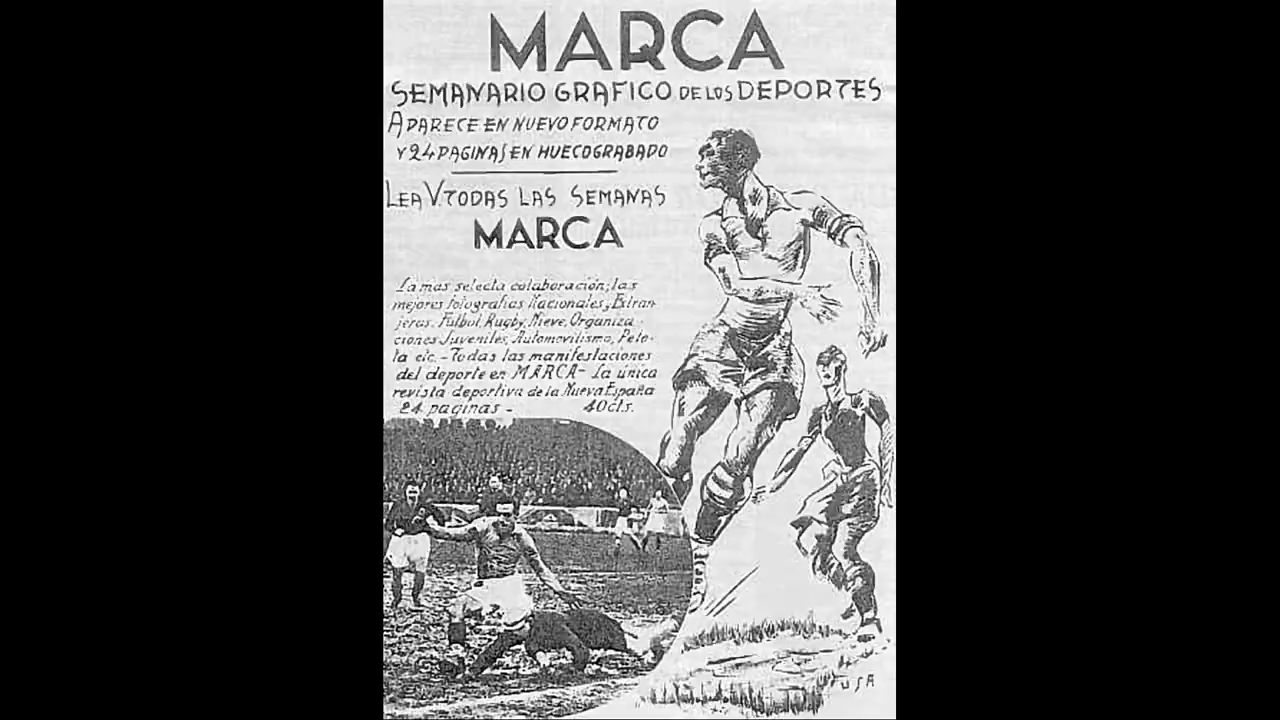 MARCA
SEMANARIO GRAFICO DE LOS DEPORTES
APARECE EN NUEVO FORMATO
Y 24 PAGINAS EN HUECOGRABADO
LEA V. TODAS LAS SEMANAS
MARCA
La mas selecta colaboración; las
mejores fotografias Nacionales y Extran-
jeras. Futbol, Rugby, Nieve, Organiza-
ciones Juveniles, Automovilismo, Pelo-
ta etc. - Todas las manifestaciones
del deporte en MARCA - La única
revista deportiva de la Nueva España
24 paginas - 40 cts.